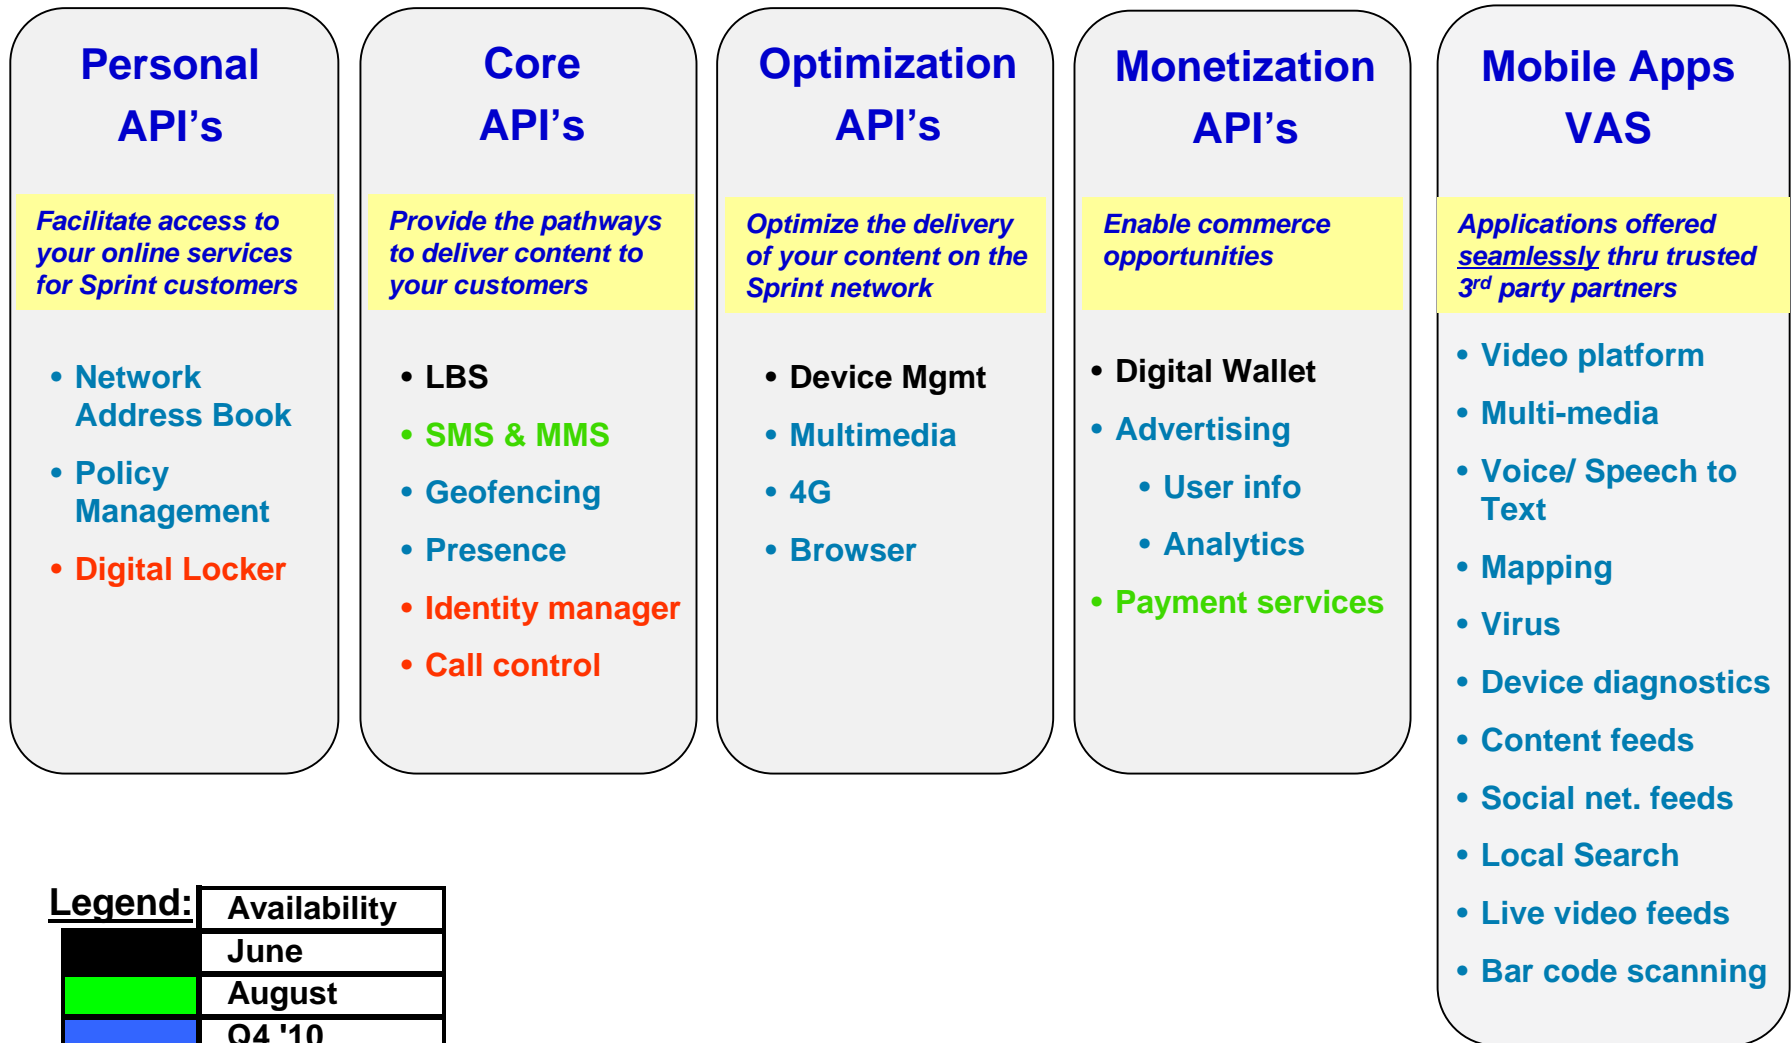 Personal
API's
Facilitate access to
your online services
for Sprint customers
• Network
Address Book
• Policy
Management
• Digital Locker
Core
API's
Provide the pathways
to deliver content to
your customers
• LBS
• SMS & MMS
• Geofencing
• Presence
• Identity manager
• Call control
Optimization
API's
Optimize the delivery
of your content on the
Sprint network
• Device Mgmt
• Multimedia
• 4G
• Browser
Monetization
API's
Enable commerce
opportunities
• Digital Wallet
• Advertising
• User info
• Analytics
• Payment services
Mobile Apps
VAS
Applications offered
seamlessly thru trusted
3rd party partners
• Video platform
• Multi-media
• Voice/ Speech to
Text
• Mapping
• Virus
• Device diagnostics
• Content feeds
• Social net. feeds
• Local Search
• Live video feeds
• Bar code scanning
Legend:
Availability
June
August
Q4 '10